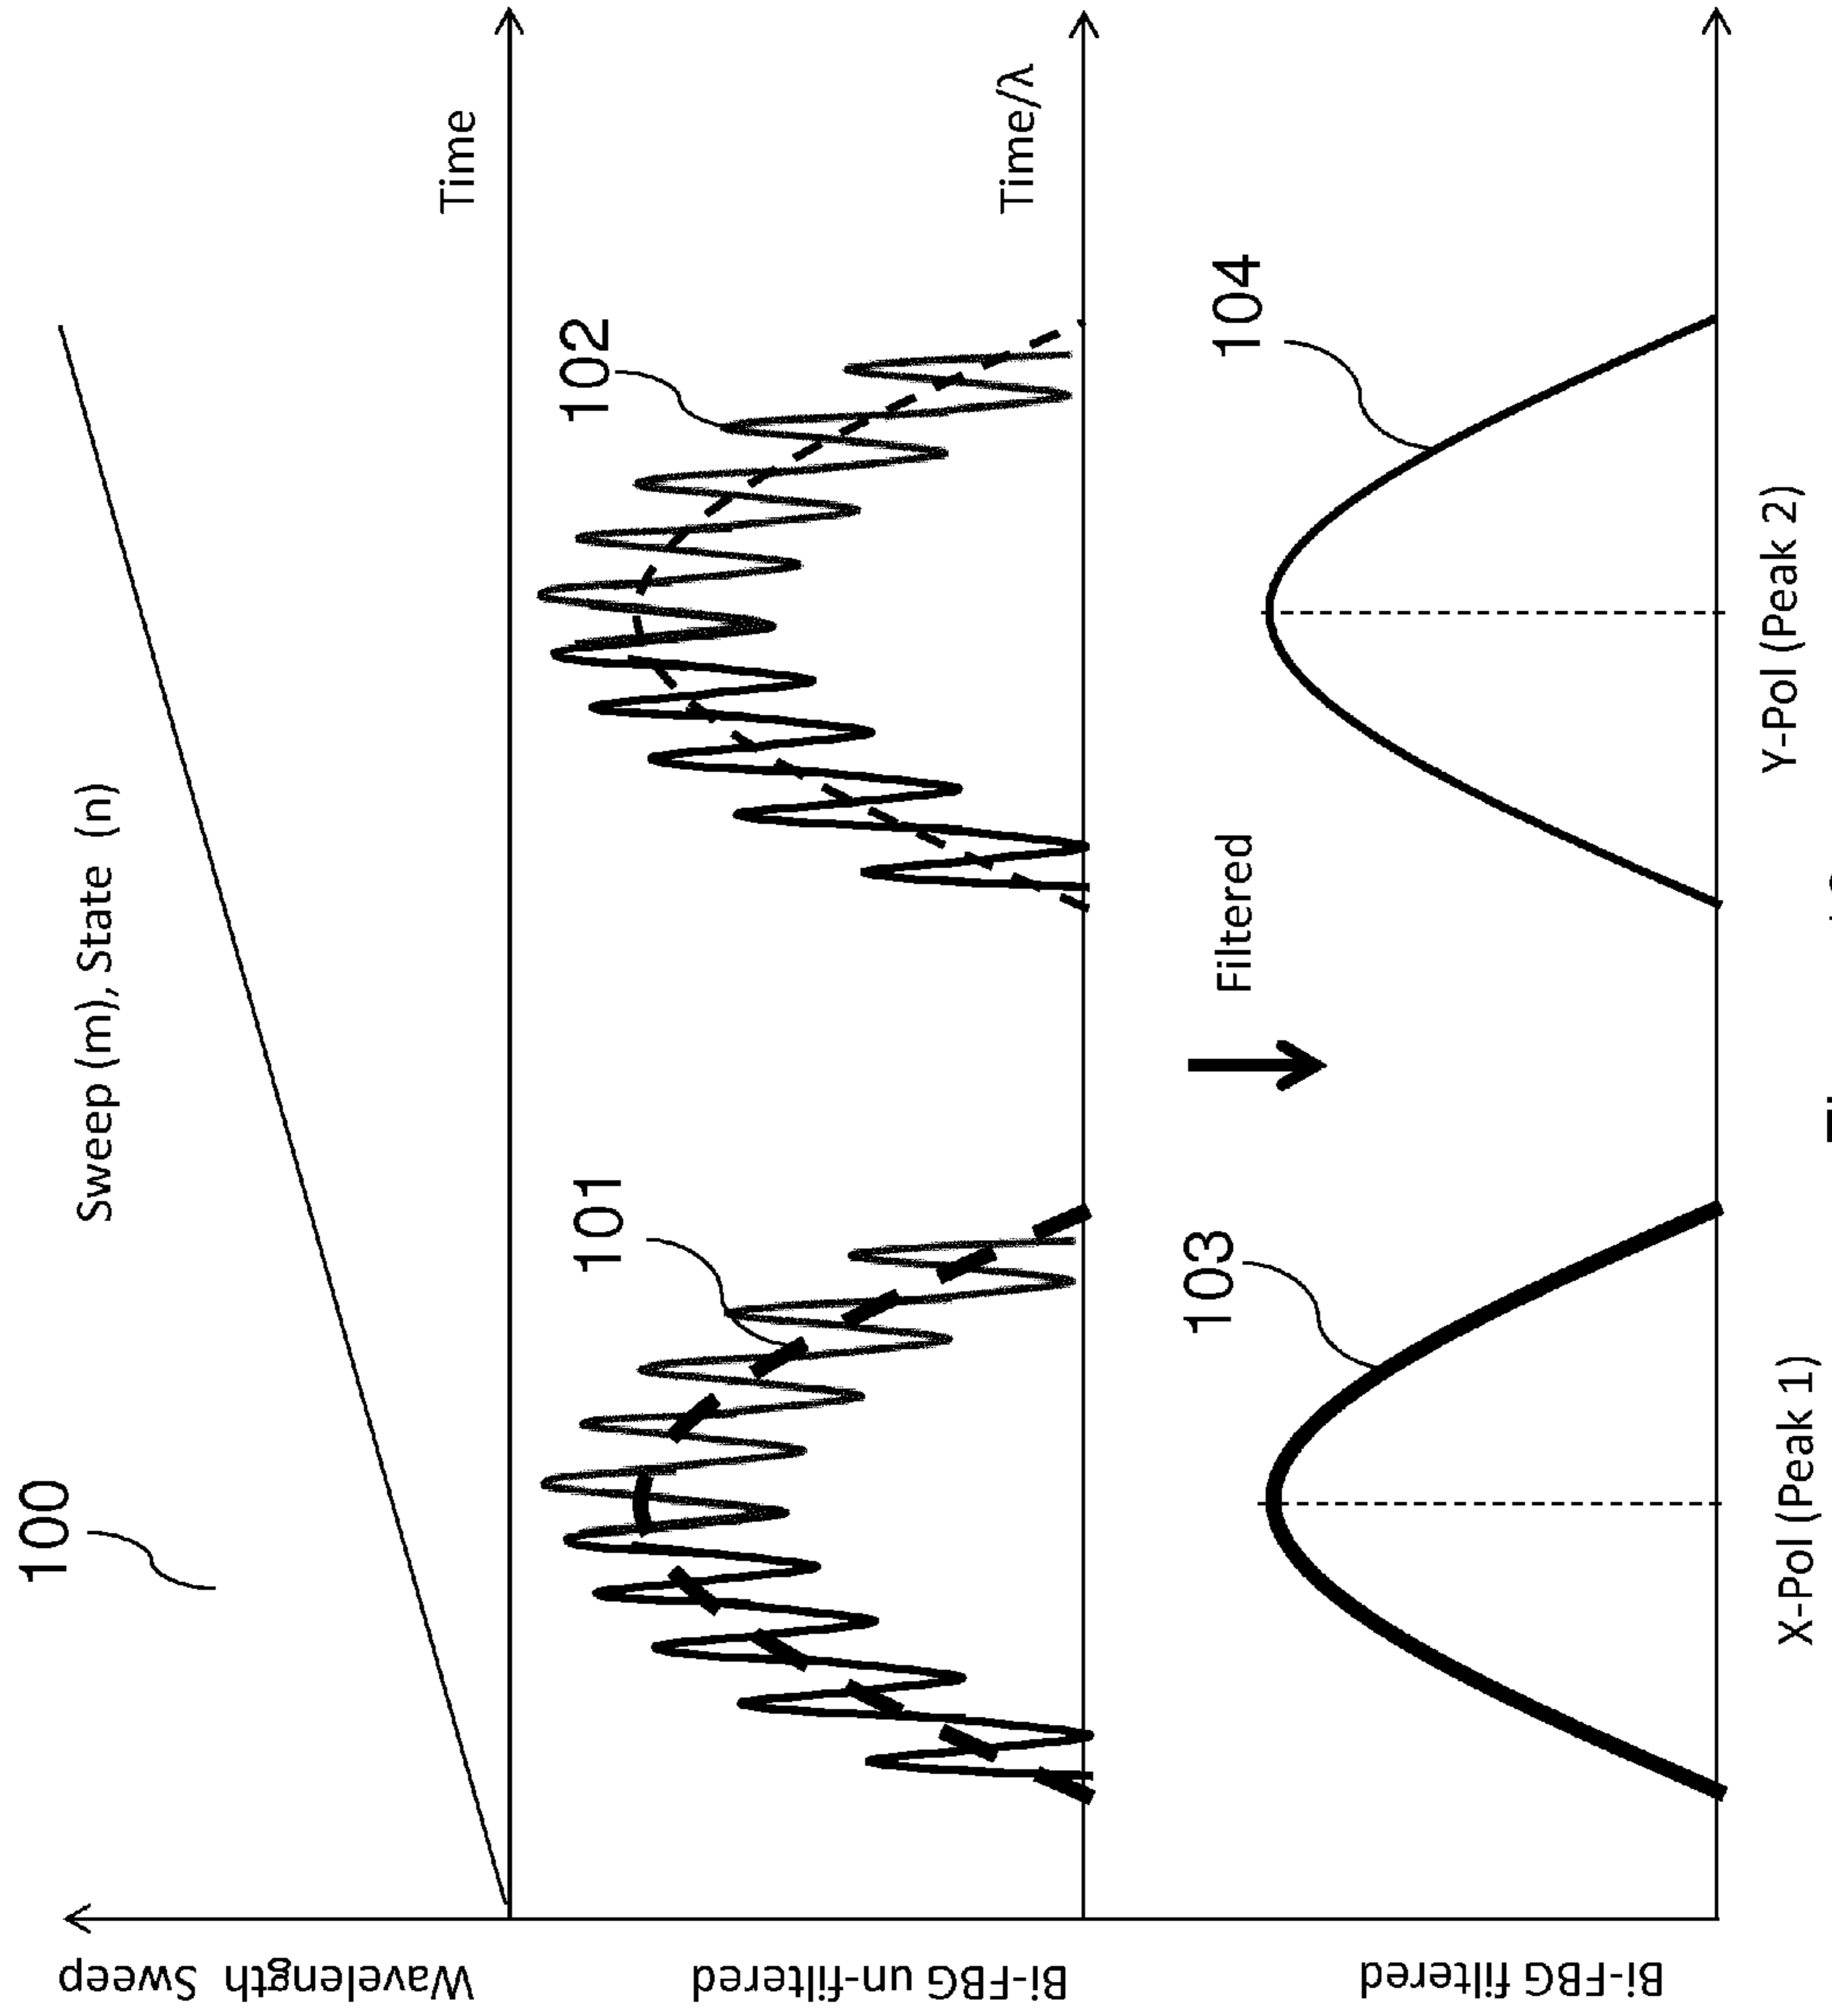 100
Sweep (m), State (n)
Wavelength Sweep
Time
101
102
Bi-FBG un-filtered
Time/λ
Filtered
103
104
Bi-FBG filtered
X-Pol (Peak 1)
Y-Pol (Peak 2)